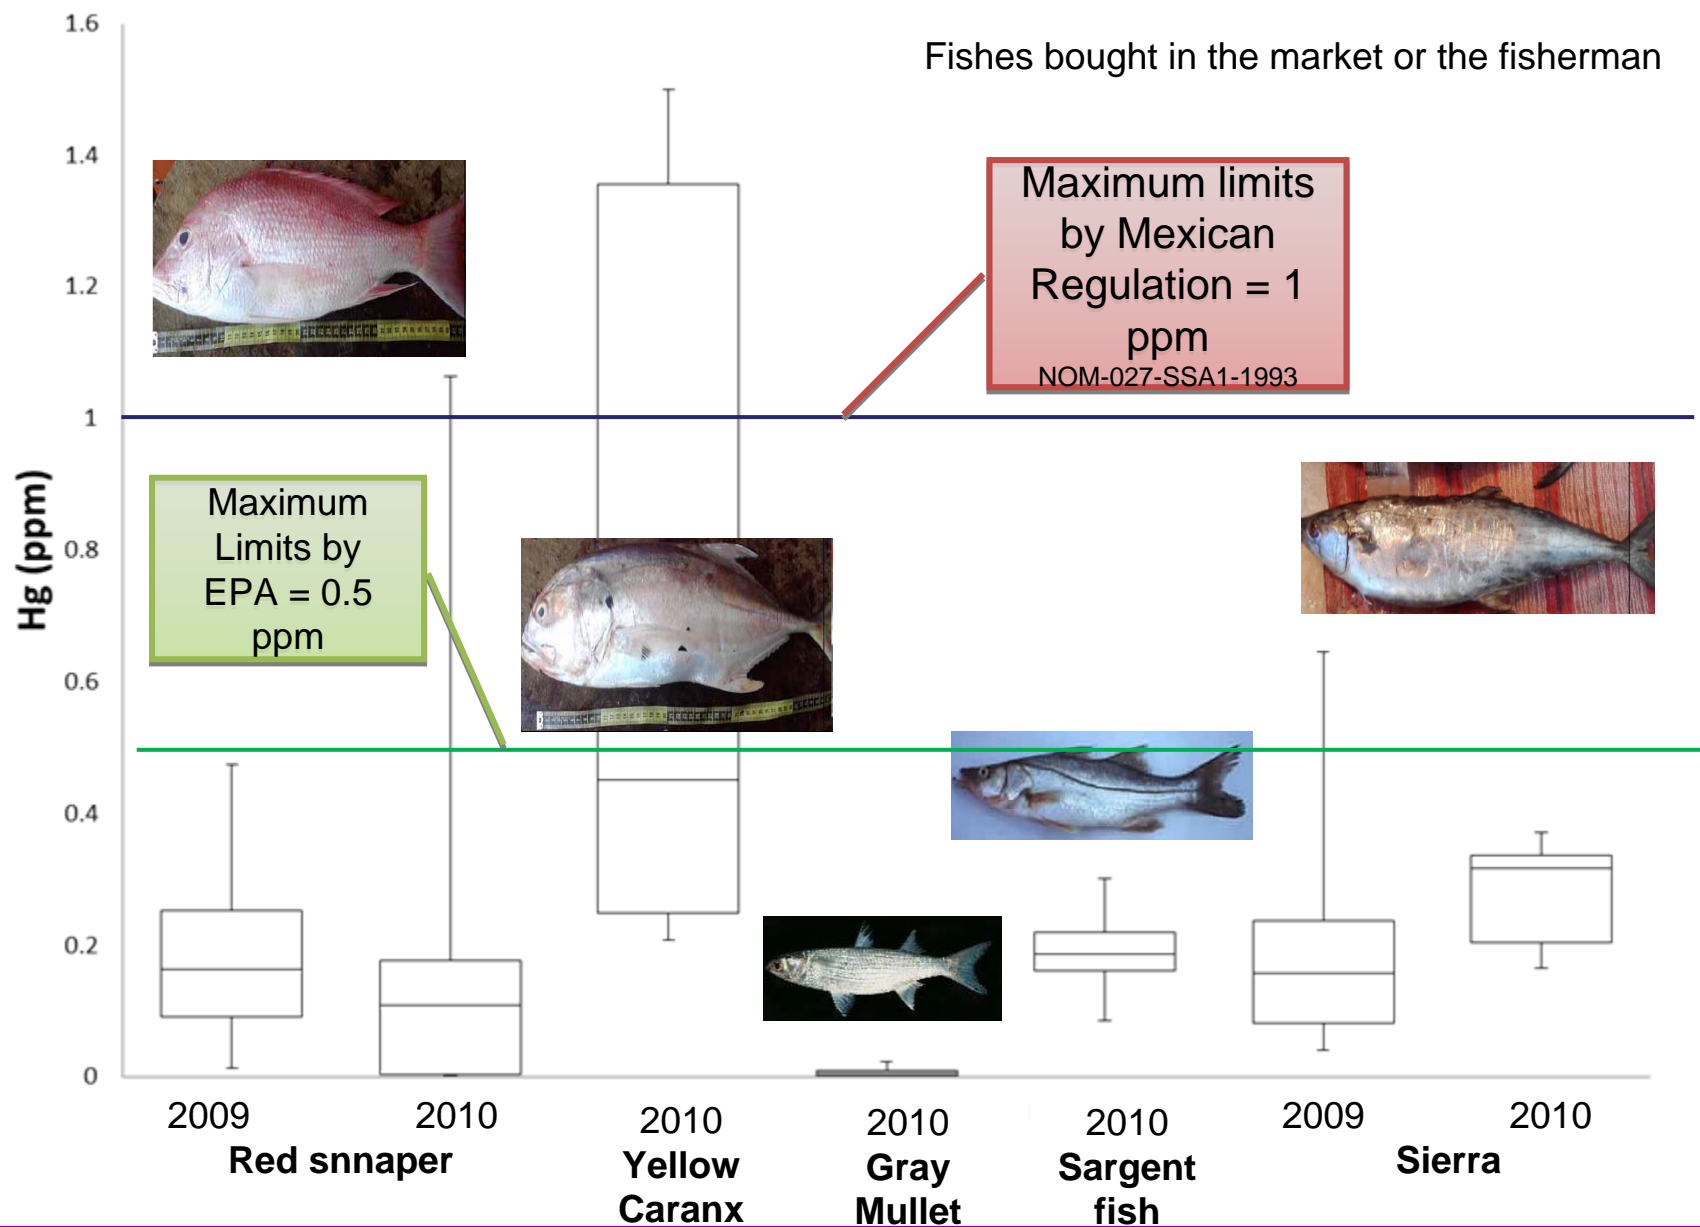 Fishes bought in the market or the fisherman
1.6
1.4
1.2
1
0.8
0.6
0.4
0.2
0
Hg (ppm)
Maximum limits
by Mexican
Regulation = 1
ppm
NOM-027-SSA1-1993
Maximum
Limits by
EPA = 0.5
ppm
2009
2010
Red snnaper
2010
Yellow
Caranx
2010
Gray
Mullet
2010
Sargent
fish
2009
2010
Sierra